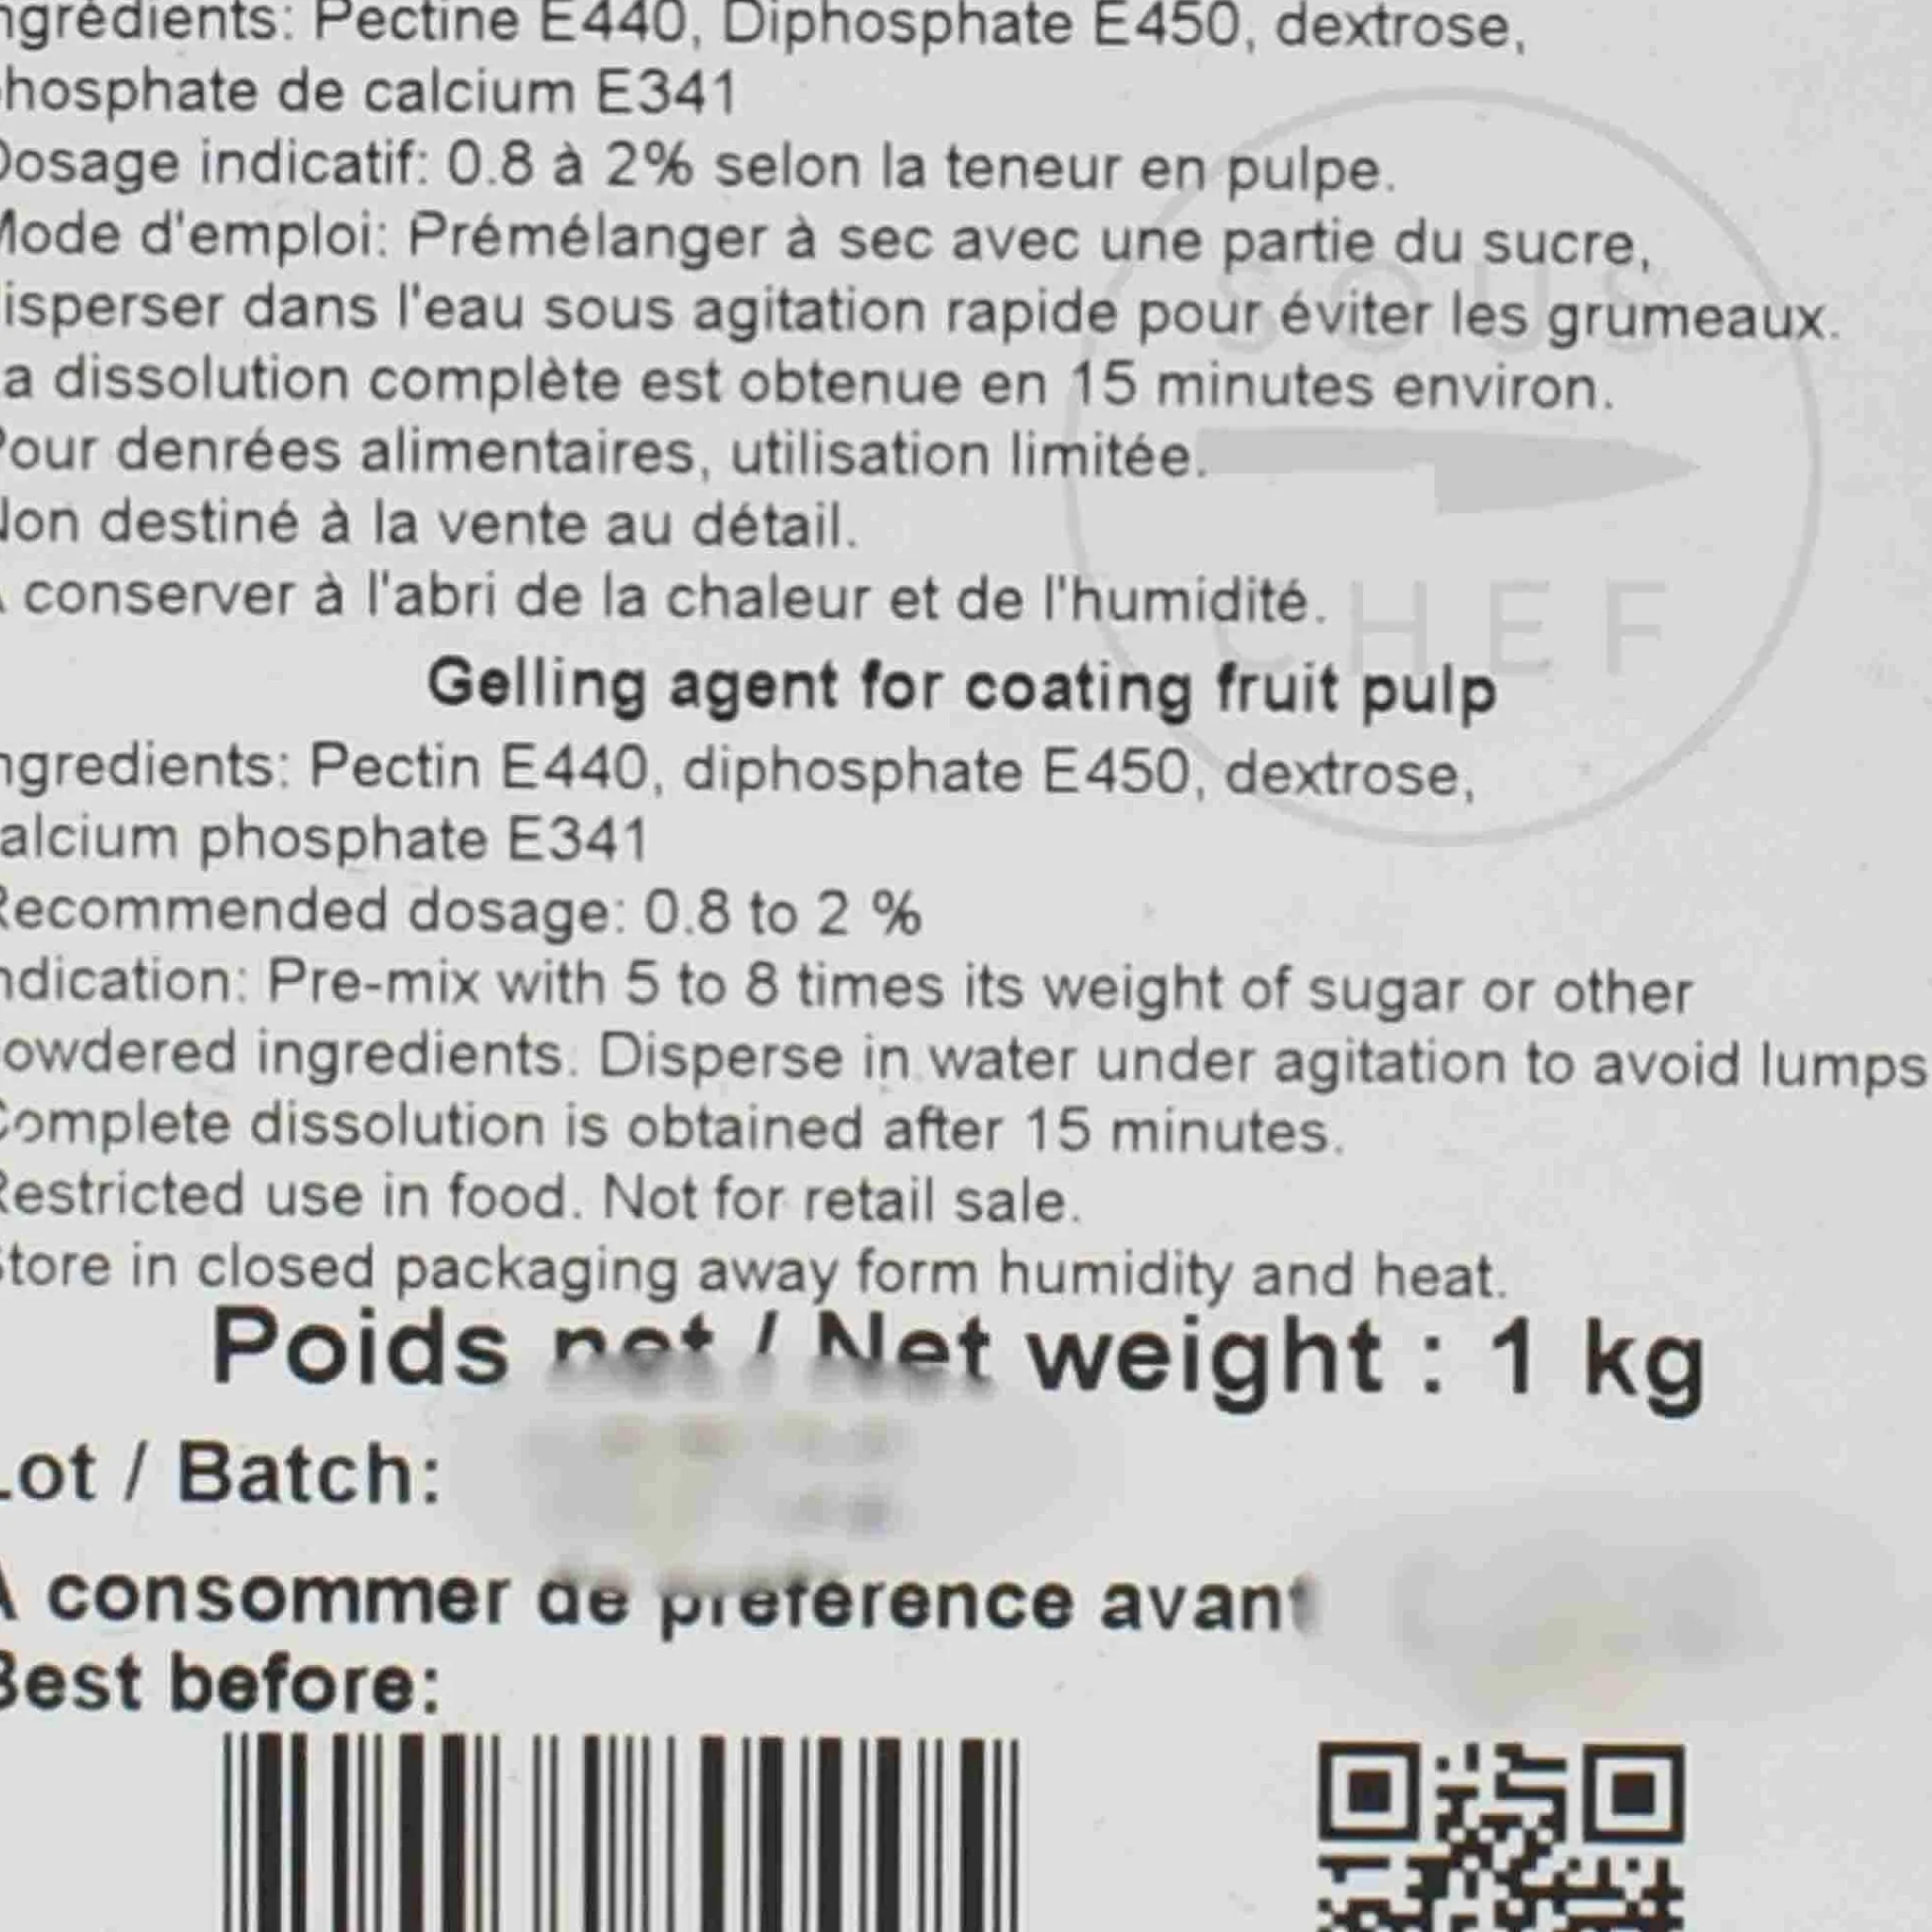 ngrédients: Pectine E440, Diphosphate E450, dextrose,
hosphate de calcium E341
Dosage indicatif: 0.8 à 2% selon la teneur en pulpe.
Mode d'emploi: Prémélanger à sec avec une partie du sucre,
isperser dans l'eau sous agitation rapide pour éviter les grumeaux.
a dissolution complète est obtenue en 15 minutes environ.
Pour denrées alimentaires, utilisation limitée.
Non destiné à la vente au détail.
A conserver à l'abri de la chaleur et de l'humidité.
SOUS
CHEF
Gelling agent for coating fruit pulp
ngredients: Pectin E440, diphosphate E450, dextrose,
alcium phosphate E341
Recommended dosage: 0.8 to 2 %
ndication: Pre-mix with 5 to 8 times its weight of sugar or other
owdered ingredients. Disperse in water under agitation to avoid lumps
Complete dissolution is obtained after 15 minutes.
Restricted use in food. Not for retail sale.
Store in closed packaging away form humidity and heat.
Poids net / Net weight : 1 kg
Lot / Batch:
A consommer de préférence avant
Best before: